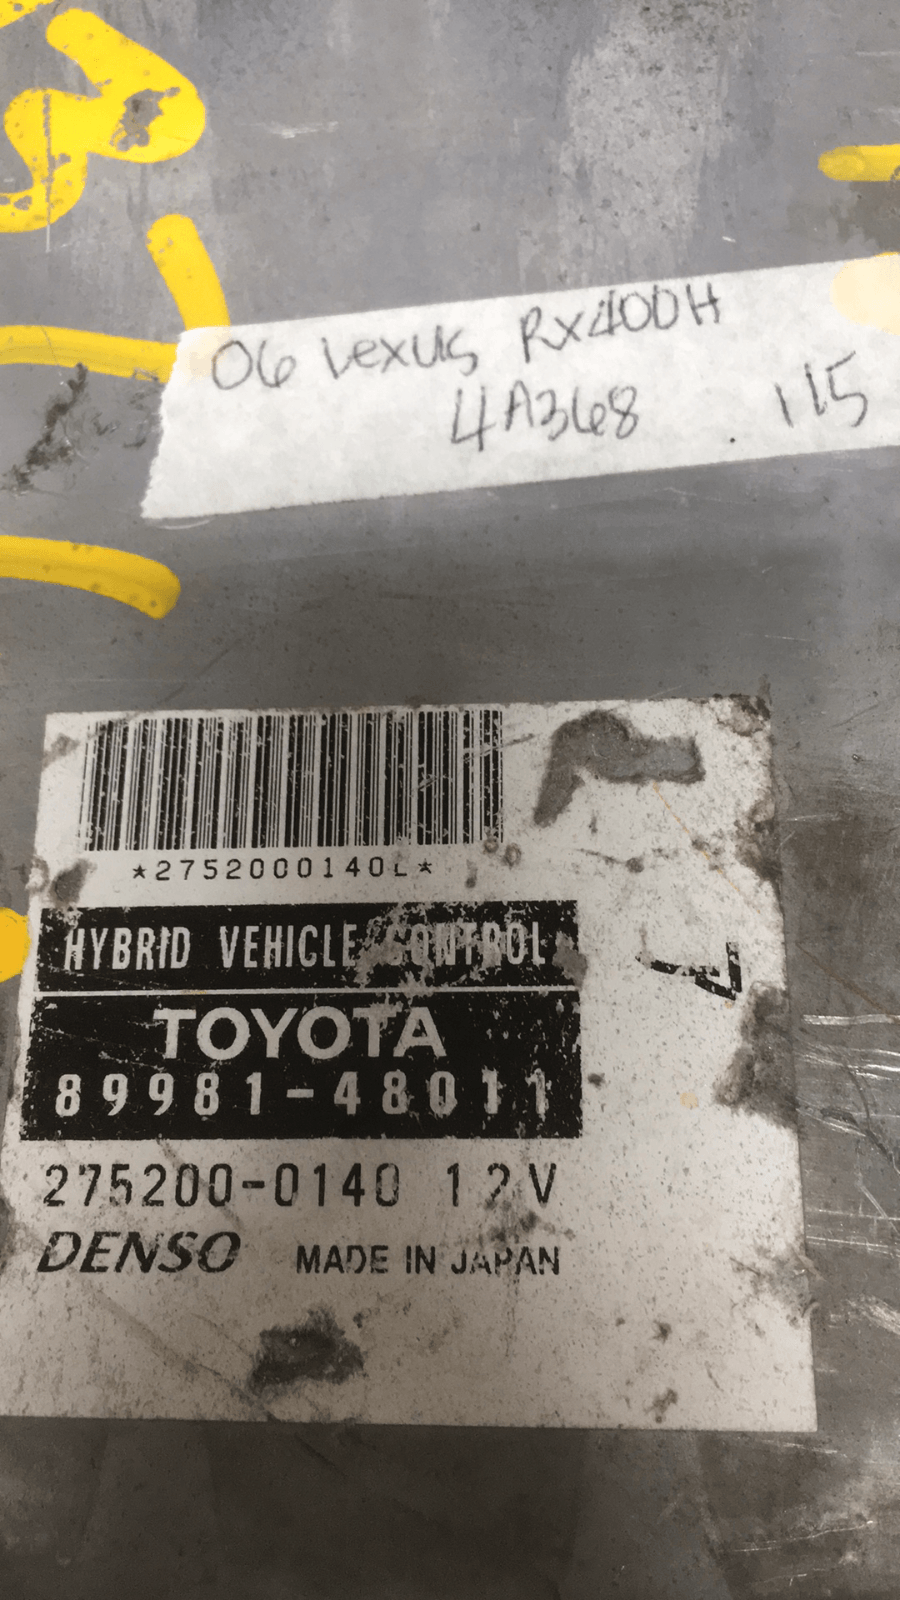 06 Lexus RX400H
4A368 . 115
*2752000140L*
HYBRID VEHICLE CONTROL
TOYOTA
89981-48011
275200-0140 12V
DENSO MADE IN JAPAN